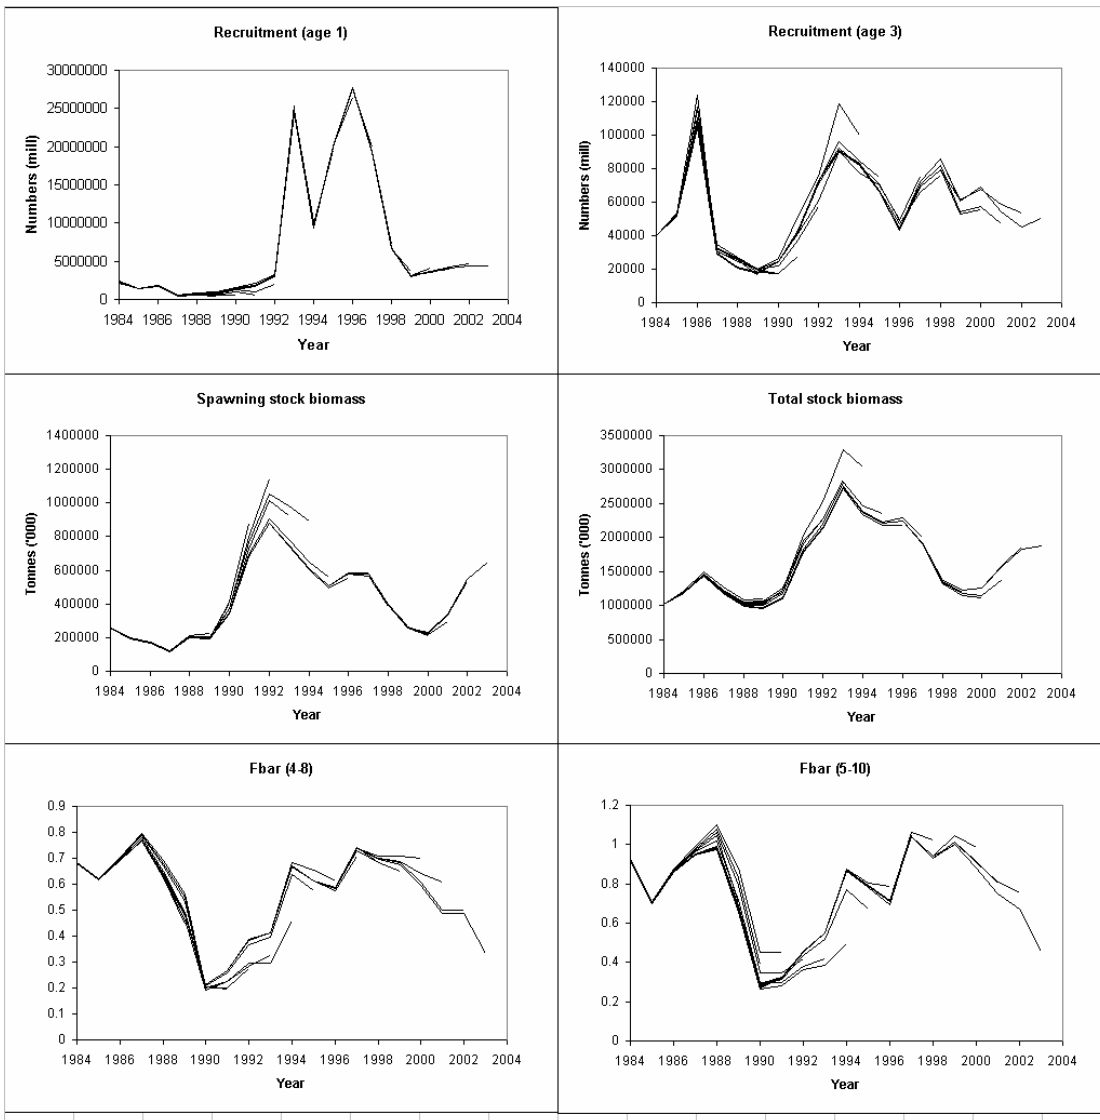 Recruitment (age 1)
30000000
25000000
20000000
15000000
10000000
5000000
0
1984 1986 1988 1990 1992 1994 1996 1998 2000 2002 2004
Numbers (mill)
Year
Recruitment (age 3)
140000
120000
100000
80000
60000
40000
20000
0
1984 1986 1988 1990 1992 1994 1996 1998 2000 2002 2004
Numbers (mill)
Year
Spawning stock biomass
1400000
1200000
1000000
800000
600000
400000
200000
0
1984 1986 1988 1990 1992 1994 1996 1998 2000 2002 2004
Tonnes ('000)
Year
Total stock biomass
3500000
3000000
2500000
2000000
1500000
1000000
500000
0
1984 1986 1988 1990 1992 1994 1996 1998 2000 2002 2004
Tonnes ('000)
Year
Fbar (4-8)
0.9
0.8
0.7
0.6
0.5
0.4
0.3
0.2
0.1
0
1984 1986 1988 1990 1992 1994 1996 1998 2000 2002 2004
Year
Fbar (5-10)
1.2
1
0.8
0.6
0.4
0.2
0
1984 1986 1988 1990 1992 1994 1996 1998 2000 2002 2004
Year